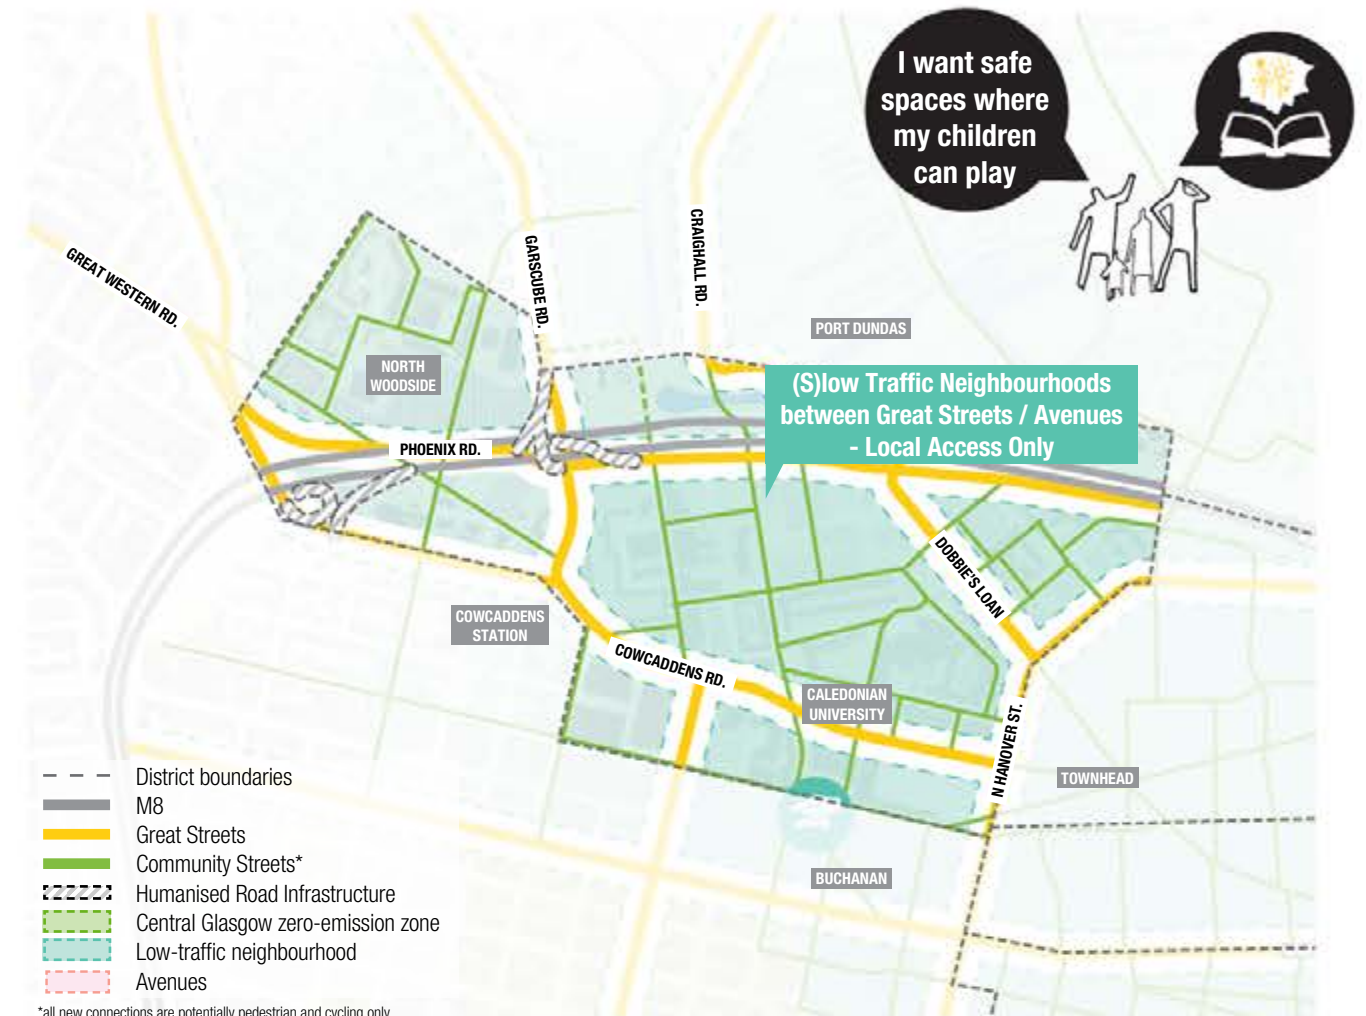 I want safe
spaces where
my children
can play
GREAT WESTERN RD.
GARSCUBE RD.
CRAIGHALL RD.
PORT DUNDAS
NORTH
WOODSIDE
(S)low Traffic Neighbourhoods
between Great Streets / Avenues
- Local Access Only
PHOENIX RD.
DOBBIE'S LOAN
COWCADDENS
STATION
COWCADDENS RD.
CALEDONIAN
UNIVERSITY
N HANOVER ST.
TOWNHEAD
BUCHANAN
District boundaries
M8
Great Streets
Community Streets*
Humanised Road Infrastructure
Central Glasgow zero-emission zone
Low-traffic neighbourhood
Avenues
*all new connections are potentially pedestrian and cycling only